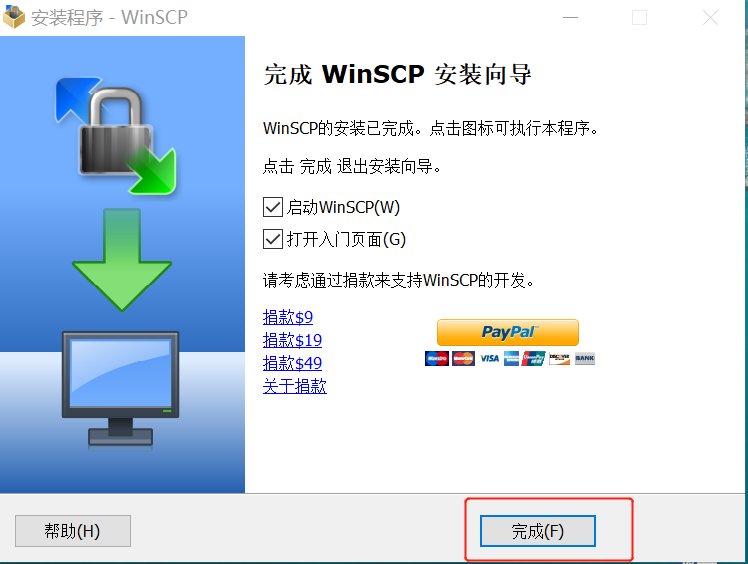 安装程序 - WinSCP
完成 WinSCP 安装向导
WinSCP的安装已完成。点击图标可执行本程序。
点击 完成 退出安装向导。
启动WinSCP(W)
打开入门页面(G)
请考虑通过捐款来支持WinSCP的开发。
捐款$9
捐款$19
捐款$49
关于捐款
PayPal
VISA
DISCOVER
BANK
帮助(H)
完成(F)